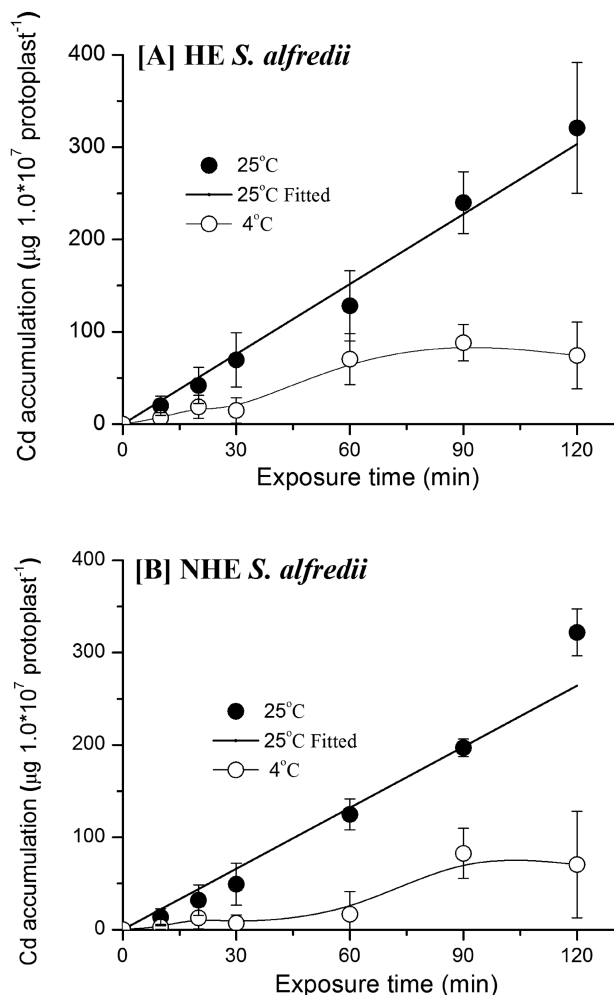 [A] HE S. alfredii
400
300
200
100
0
Cd accumulation (μg 1.0*10⁷ protoplast⁻¹)
25°C
25°C Fitted
4°C
0 30 60 90 120
Exposure time (min)
[B] NHE S. alfredii
400
300
200
100
0
Cd accumulation (μg 1.0*10⁷ protoplast⁻¹)
25°C
25°C Fitted
4°C
0 30 60 90 120
Exposure time (min)